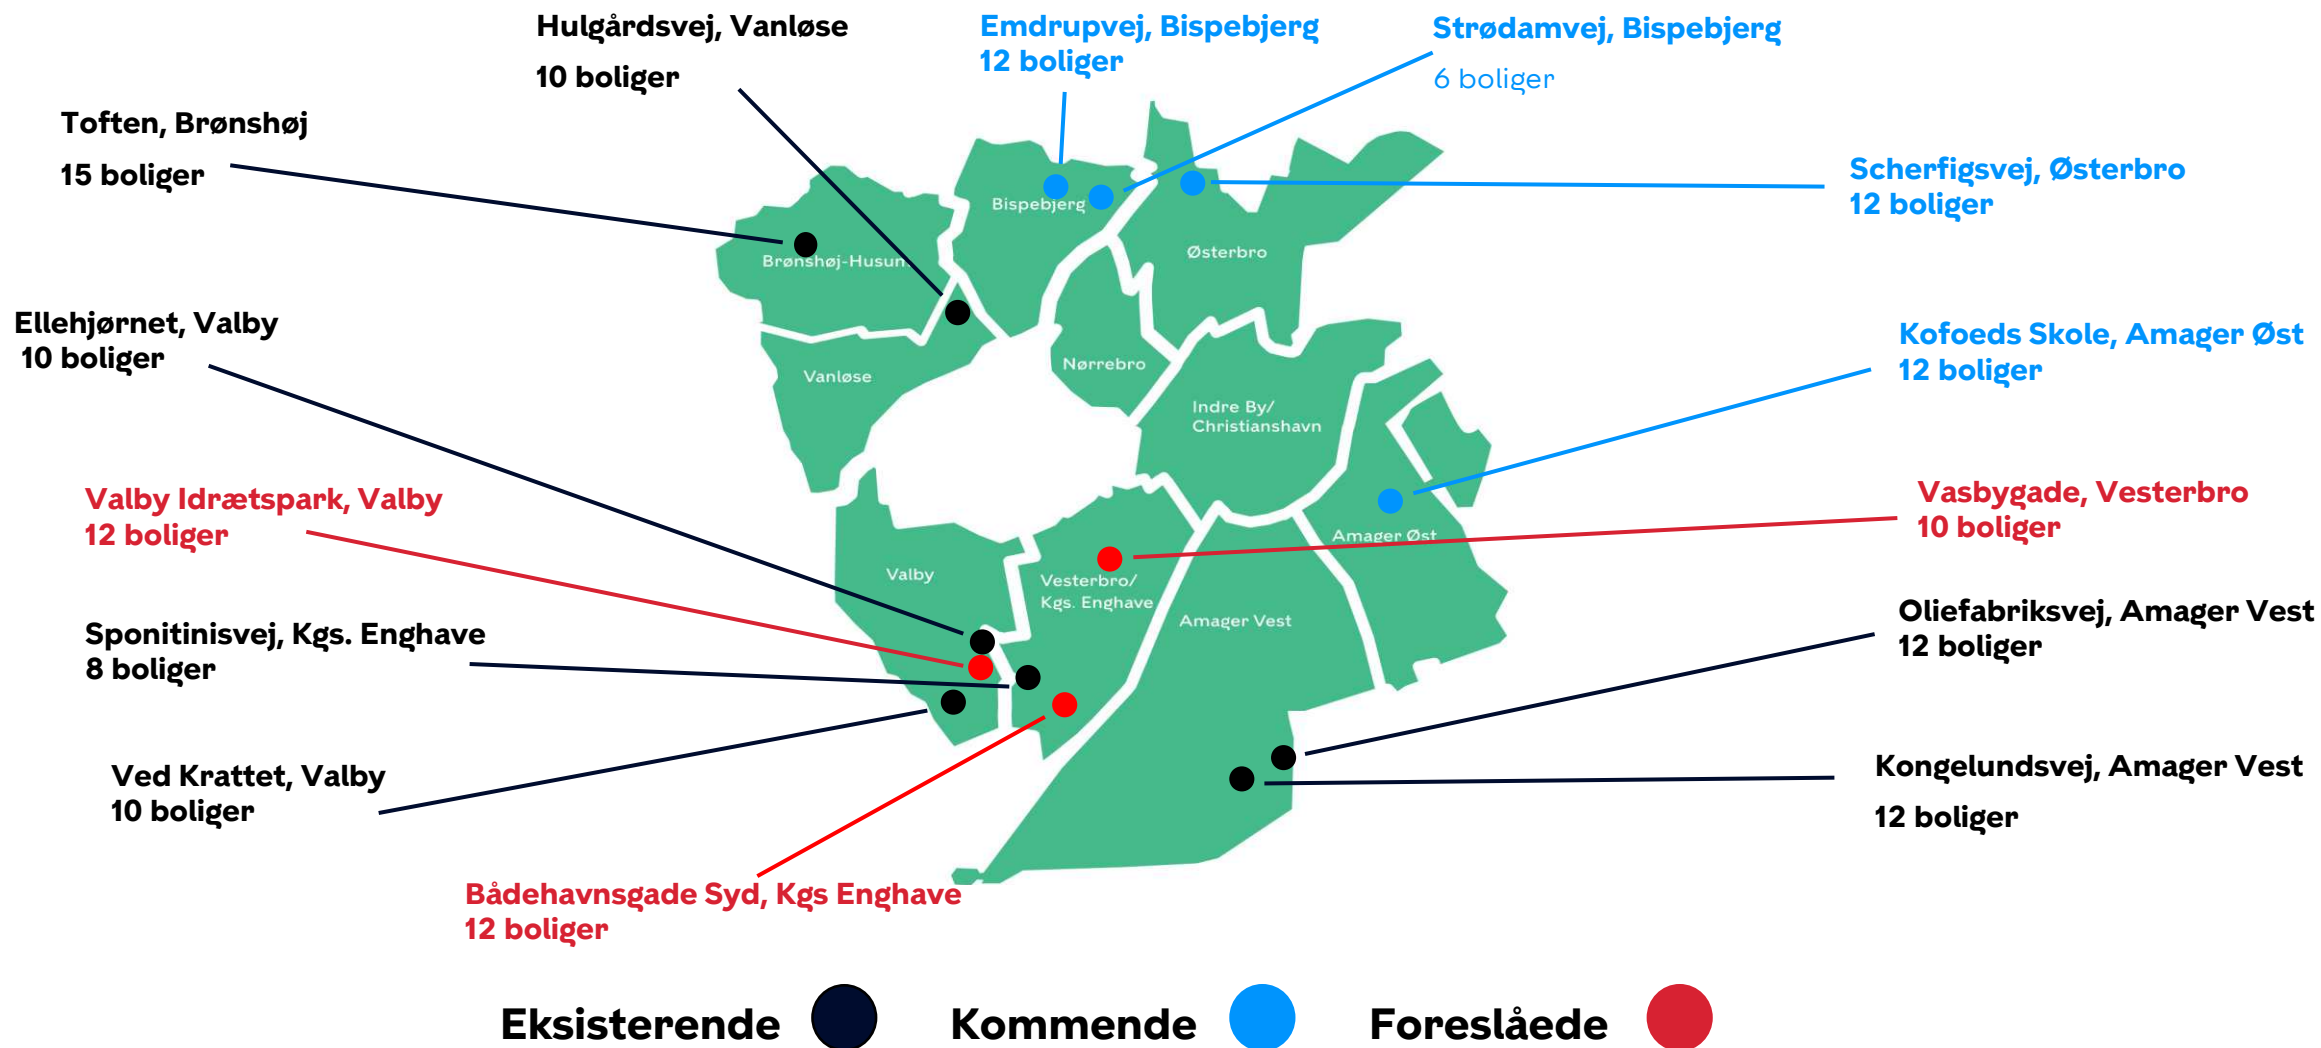 Hulgårdsvej, Vanløse
10 boliger
Emdrupvej, Bispebjerg
12 boliger
Strødamvej, Bispebjerg
6 boliger
Toften, Brønshøj
15 boliger
Scherfigsvej, Østerbro
12 boliger
Ellehjørnet, Valby
10 boliger
Kofoeds Skole, Amager Øst
12 boliger
Valby Idrætspark, Valby
12 boliger
Vasbygade, Vesterbro
10 boliger
Sponitinisvej, Kgs. Enghave
8 boliger
Oliefabriksvej, Amager Vest
12 boliger
Ved Krattet, Valby
10 boliger
Kongelundsvej, Amager Vest
12 boliger
Bådehavnsgade Syd, Kgs Enghave
12 boliger
Bispebjerg
Brønshøj-Husum
Østerbro
Vanløse
Nørrebro
Indre By/
Christianshavn
Amager Øst
Valby
Vesterbro/
Kgs. Enghave
Amager Vest
Eksisterende
Kommende
Foreslåede